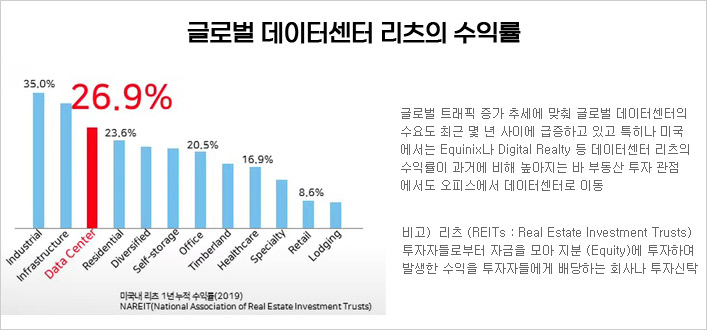 글로벌 데이터센터 리츠의 수익률
35.0%
26.9%
23.6%
20.5%
16.9%
8.6%
Industrial
Infrastructure
Data Center
Residential
Diversified
Self-storage
Office
Timberland
Healthcare
Specialty
Retail
Lodging
미국내 리츠 1년 누적 수익률(2019)
NAREIT(National Association of Real Estate Investment Trusts)
글로벌 트래픽 증가 추세에 맞춰 글로벌 데이터센터의
수요도 최근 몇 년 사이에 급증하고 있고 특히나 미국
에서는 Equinix나 Digital Realty 등 데이터센터 리츠의
수익률이 과거에 비해 높아지는 바 부동산 투자 관점
에서도 오피스에서 데이터센터로 이동
비고) 리츠 (REITs : Real Estate Investment Trusts)
투자자들로부터 자금을 모아 지분 (Equity)에 투자하여
발생한 수익을 투자자들에게 배당하는 회사나 투자신탁